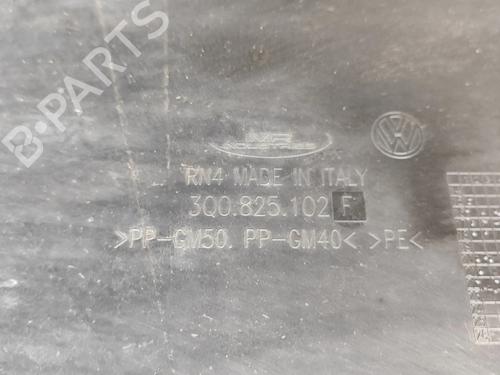 B-PARTS
RN4 MADE IN ITALY
3Q0.825.102 F
>PP-GM50. PP-GM40< >PE<